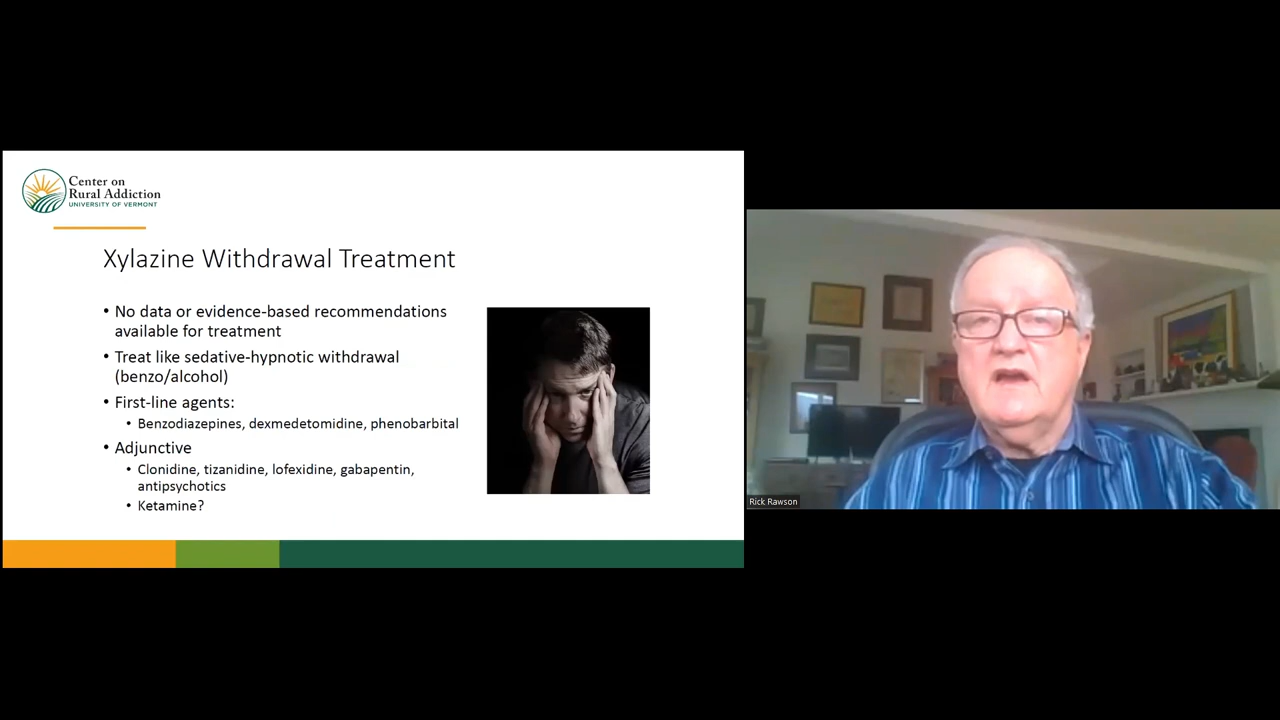 Center on
Rural Addiction
UNIVERSITY OF VERMONT
Xylazine Withdrawal Treatment
• No data or evidence-based recommendations
available for treatment
• Treat like sedative-hypnotic withdrawal
(benzo/alcohol)
• First-line agents:
• Benzodiazepines, dexmedetomidine, phenobarbital
• Adjunctive
• Clonidine, tizanidine, lofexidine, gabapentin,
antipsychotics
• Ketamine?
Rick Rawson